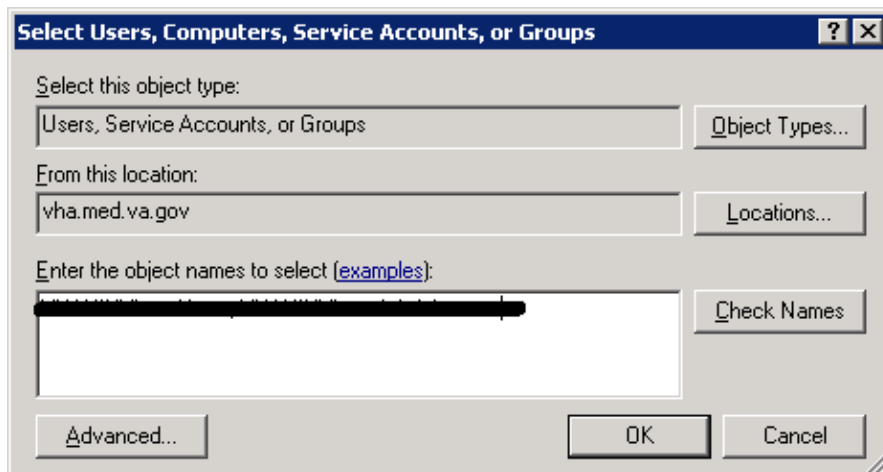 Select Users, Computers, Service Accounts, or Groups
Select this object type:
Users, Service Accounts, or Groups
Object Types...
From this location:
vha.med.va.gov
Locations...
Enter the object names to select (examples):
Check Names
Advanced...
OK
Cancel